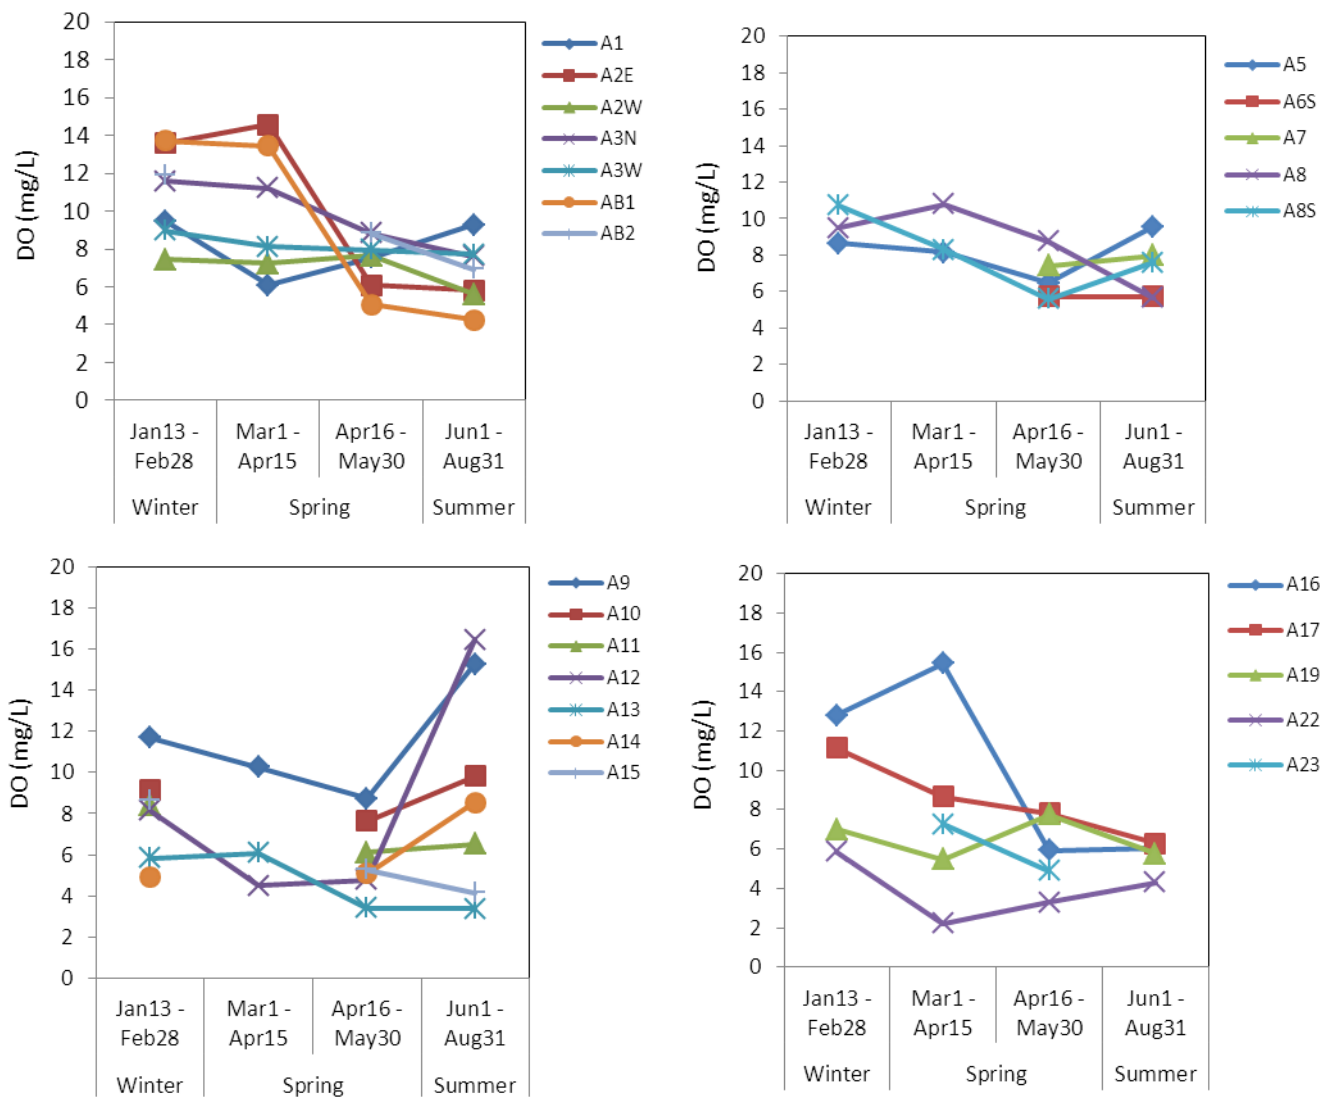 DO (mg/L)
20
18
16
14
12
10
8
6
4
2
0
Jan13 - Mar1 - Apr16 - Jun1 -
Feb28 Apr15 May30 Aug31
Winter Spring Summer
A1
A2E
A2W
A3N
A3W
AB1
AB2
DO (mg/L)
20
18
16
14
12
10
8
6
4
2
0
Jan13 - Mar1 - Apr16 - Jun1 -
Feb28 Apr15 May30 Aug31
Winter Spring Summer
A5
A6S
A7
A8
A8S
DO (mg/L)
20
18
16
14
12
10
8
6
4
2
0
Jan13 - Mar1 - Apr16 - Jun1 -
Feb28 Apr15 May30 Aug31
Winter Spring Summer
A9
A10
A11
A12
A13
A14
A15
DO (mg/L)
20
18
16
14
12
10
8
6
4
2
0
Jan13 - Mar1 - Apr16 - Jun1 -
Feb28 Apr15 May30 Aug31
Winter Spring Summer
A16
A17
A19
A22
A23